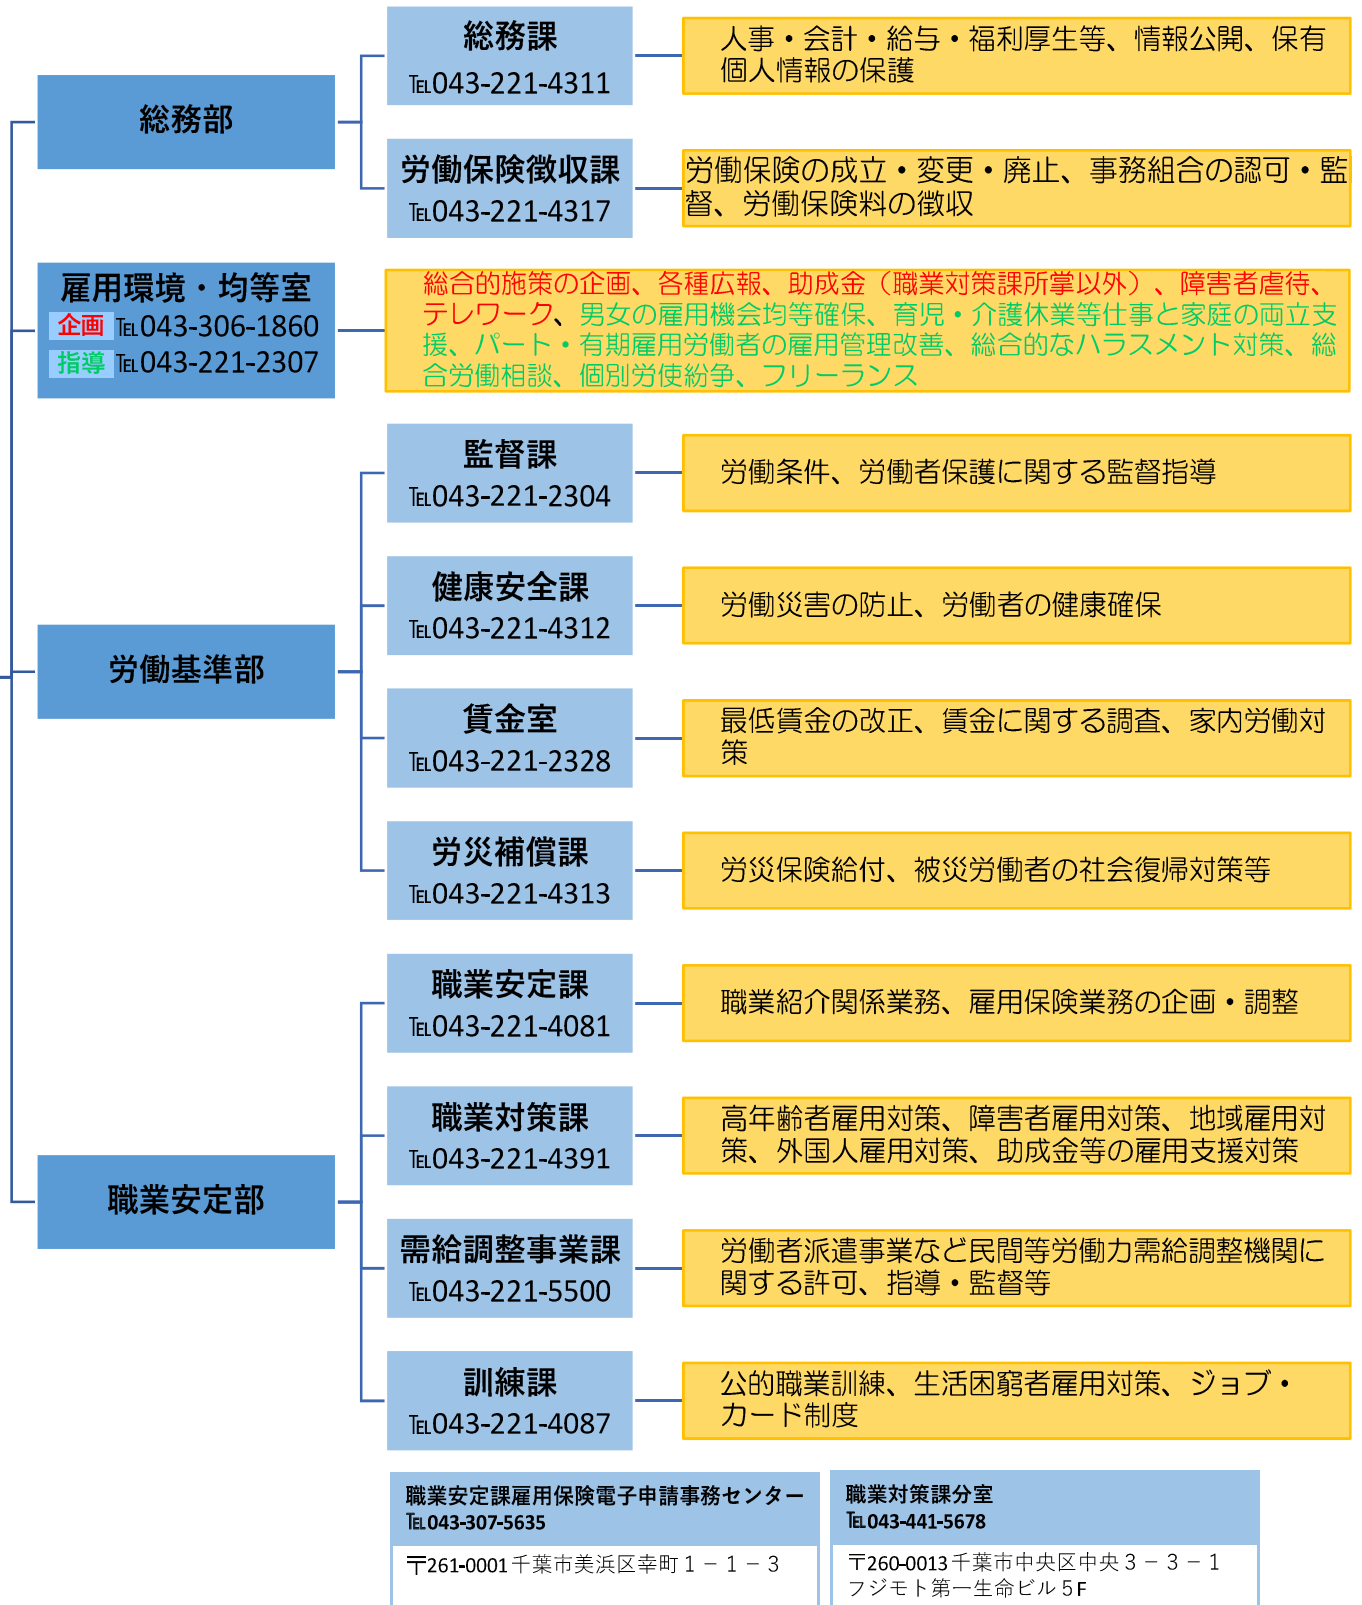 総務部
総務課
℡043-221-4311
人事・会計・給与・福利厚生等、情報公開、保有
個人情報の保護
労働保険徴収課
℡043-221-4317
労働保険の成立・変更・廃止、事務組合の認可・監
督、労働保険料の徴収
雇用環境・均等室
企画 ℡043-306-1860
指導 ℡043-221-2307
総合的施策の企画、各種広報、助成金（職業対策課所掌以外）、障害者虐待、
テレワーク、男女の雇用機会均等確保、育児・介護休業等仕事と家庭の両立支
援、パート・有期雇用労働者の雇用管理改善、総合的なハラスメント対策、総
合労働相談、個別労使紛争、フリーランス
労働基準部
監督課
℡043-221-2304
労働条件、労働者保護に関する監督指導
健康安全課
℡043-221-4312
労働災害の防止、労働者の健康確保
賃金室
℡043-221-2328
最低賃金の改正、賃金に関する調査、家内労働対
策
労災補償課
℡043-221-4313
労災保険給付、被災労働者の社会復帰対策等
職業安定部
職業安定課
℡043-221-4081
職業紹介関係業務、雇用保険業務の企画・調整
職業対策課
℡043-221-4391
高年齢者雇用対策、障害者雇用対策、地域雇用対
策、外国人雇用対策、助成金等の雇用支援対策
需給調整事業課
℡043-221-5500
労働者派遣事業など民間等労働力需給調整機関に
関する許可、指導・監督等
訓練課
℡043-221-4087
公的職業訓練、生活困窮者雇用対策、ジョブ・
カード制度
職業安定課雇用保険電子申請事務センター
℡043-307-5635
〒261-0001千葉市美浜区幸町１－１－３
職業対策課分室
℡043-441-5678
〒260-0013千葉市中央区中央３－３－１
フジモト第一生命ビル５F